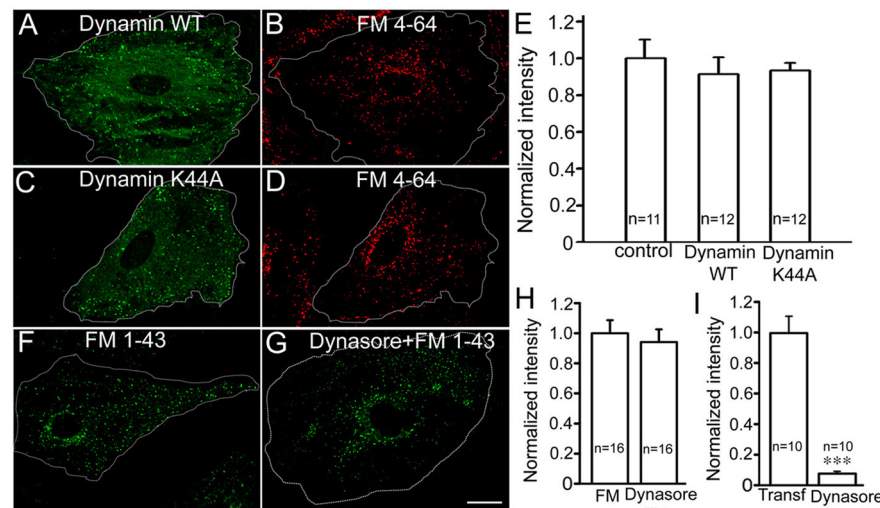 A Dynamin WT
B FM 4-64
C Dynamin K44A
D FM 4-64
E
Normalized intensity
1.2
1.0
0.8
0.6
0.4
0.2
0
n=11
n=12
n=12
control
Dynamin
WT
Dynamin
K44A
F FM 1-43
G Dynasore+FM 1-43
H
Normalized intensity
1.2
1.0
0.8
0.6
0.4
0.2
0
n=16
n=16
FM
Dynasore
I
Normalized intensity
1.2
1.0
0.8
0.6
0.4
0.2
0
n=10
n=10
***
Transf
Dynasore